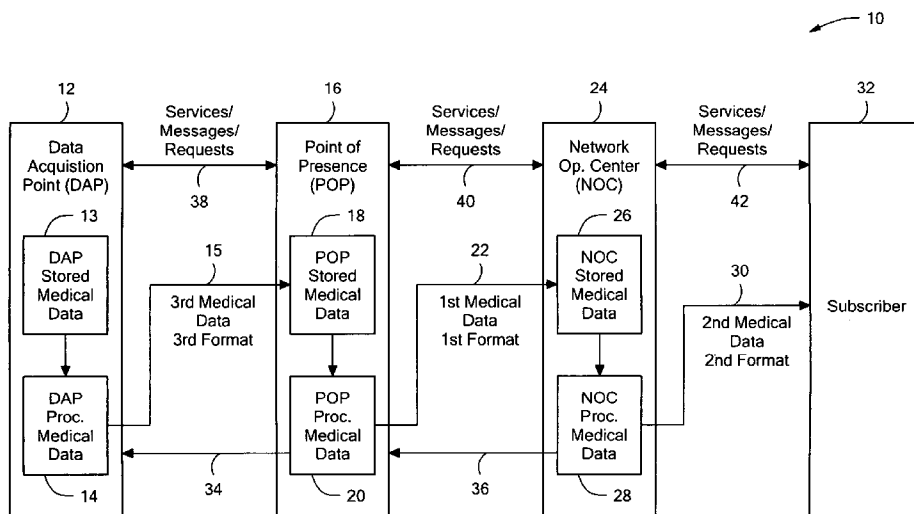 10
12
Services/
Messages/
Requests
16
Services/
Messages/
Requests
24
Services/
Messages/
Requests
32
Data
Acquistion
Point (DAP)
38
Point of
Presence
(POP)
40
Network
Op. Center
(NOC)
42
13
DAP
Stored
Medical
Data
15
3rd Medical
Data
3rd Format
18
POP
Stored
Medical
Data
22
1st Medical
Data
1st Format
26
NOC
Stored
Medical
Data
30
2nd Medical
Data
2nd Format
Subscriber
DAP
Proc.
Medical
Data
14
34
POP
Proc.
Medical
Data
20
36
NOC
Proc.
Medical
Data
28